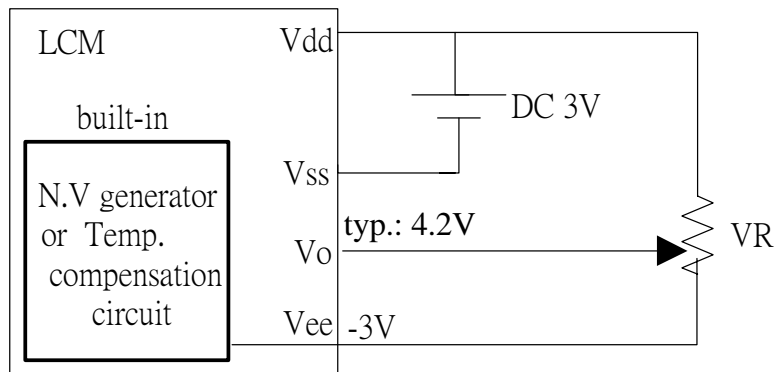 LCM
Vdd
DC 3V
built-in
Vss
N.V generator
or Temp.
compensation
circuit
typ.: 4.2V
Vo
VR
Vee
-3V